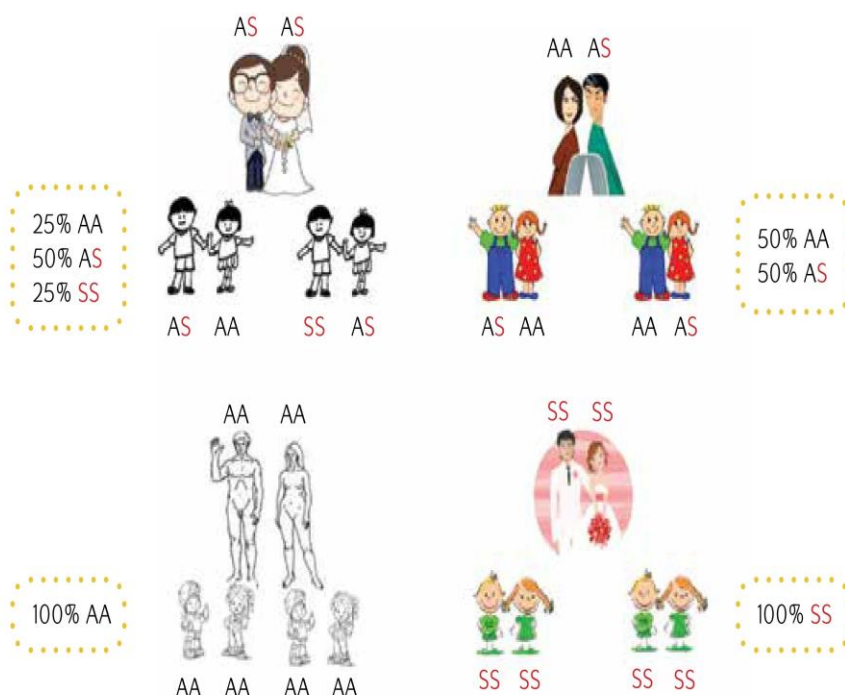 AS AS
25% AA
50% AS
25% SS
AS AA SS AS
AA AS
50% AA
50% AS
AS AA AA AS
AA AA
100% AA
AA AA AA AA
SS SS
100% SS
SS SS SS SS